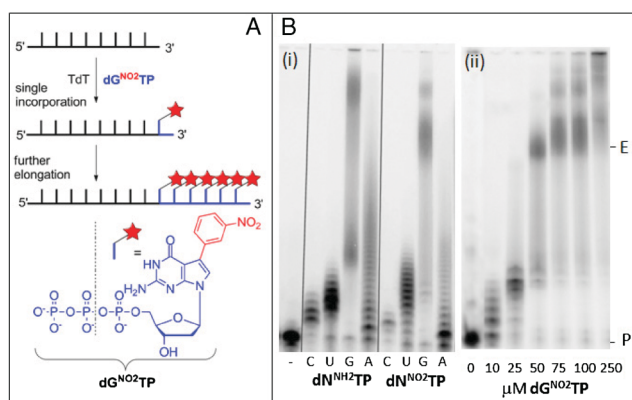 A
5' 3'
TdT dG^NO2TP
single
incorporation
5' 3'
further
elongation
5' 3'
=
NO2
O
HN
H2N N N
O O O
-O-P-O-P-O-P-O
O- O- O-
O
OH
dG^NO2TP
B
(i)
- C U G A C U G A
dN^NH2TP dN^NO2TP
(ii)
E
P
0 10 25 50 75 100 250
μM dG^NO2TP